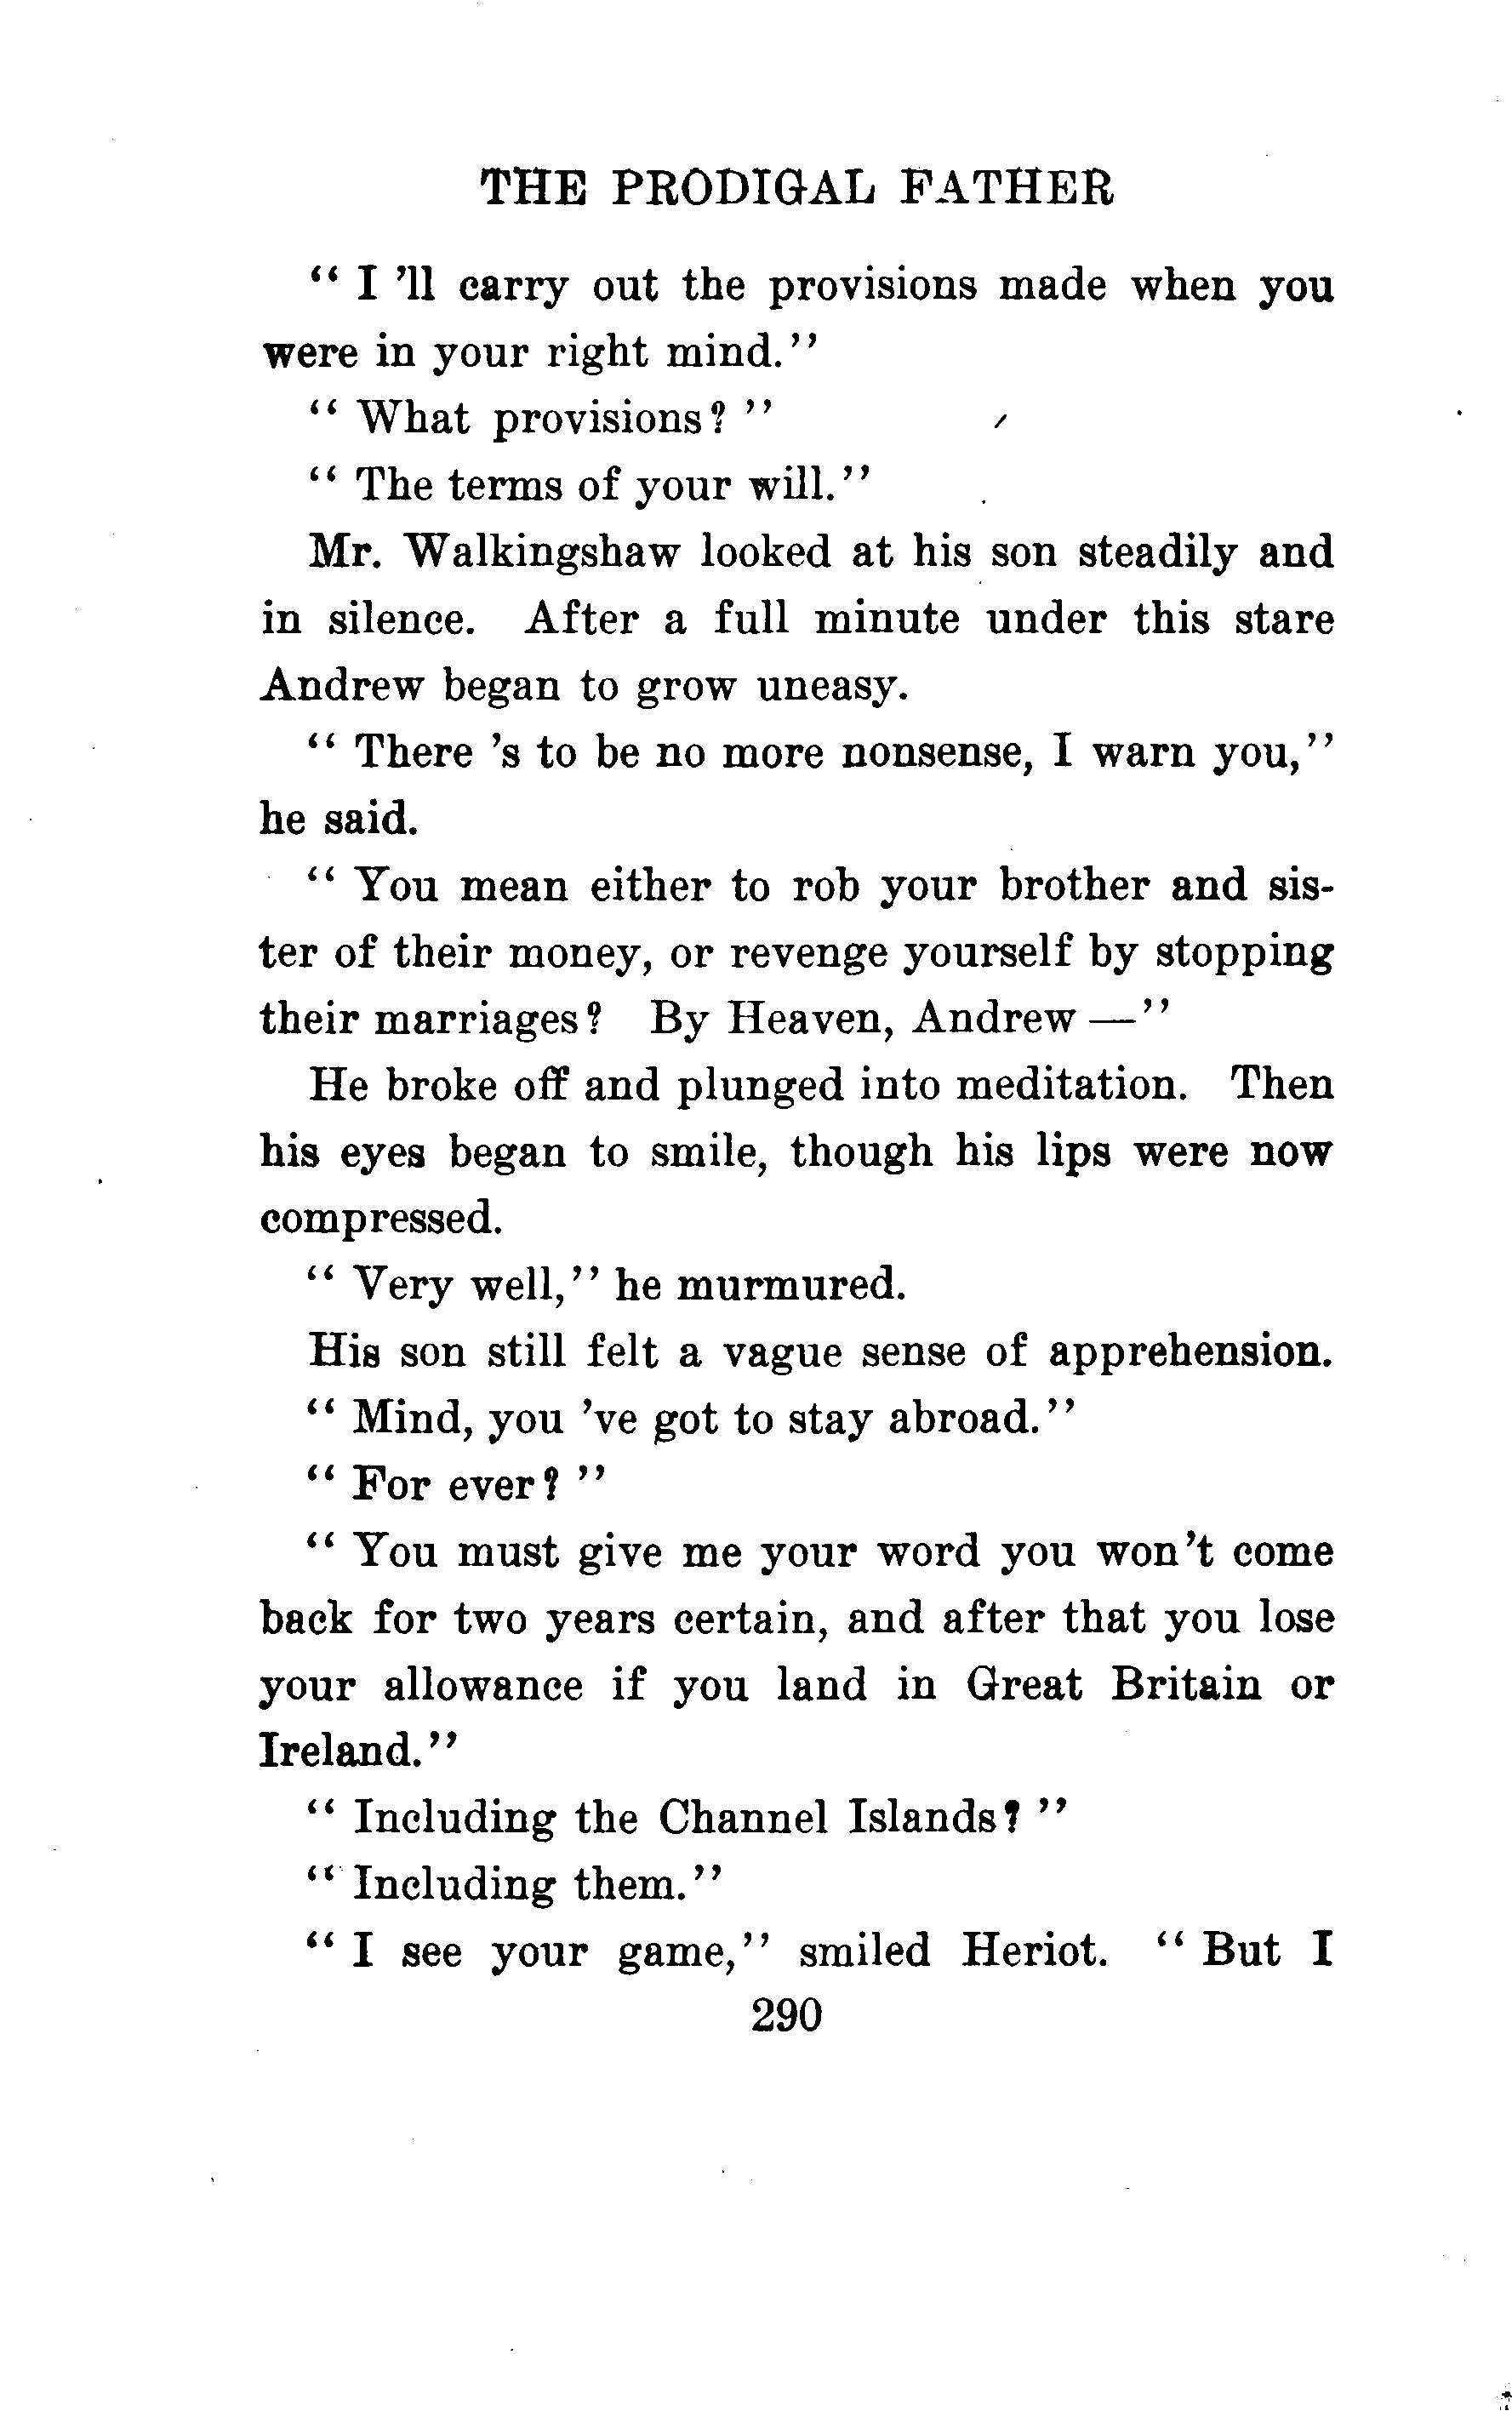 THE PRODIGAL FATHER
" I 'll carry out the provisions made when you
were in your right mind."
" What provisions? "
" The terms of your will."
Mr. Walkingshaw looked at his son steadily and
in silence. After a full minute under this stare
Andrew began to grow uneasy.
" There 's to be no more nonsense, I warn you,"
he said.
" You mean either to rob your brother and sis-
ter of their money, or revenge yourself by stopping
their marriages? By Heaven, Andrew —"
He broke off and plunged into meditation. Then
his eyes began to smile, though his lips were now
compressed.
" Very well," he murmured.
His son still felt a vague sense of apprehension.
" Mind, you 've got to stay abroad."
" For ever? "
" You must give me your word you won't come
back for two years certain, and after that you lose
your allowance if you land in Great Britain or
Ireland."
" Including the Channel Islands? "
" Including them."
" I see your game," smiled Heriot. " But I
290